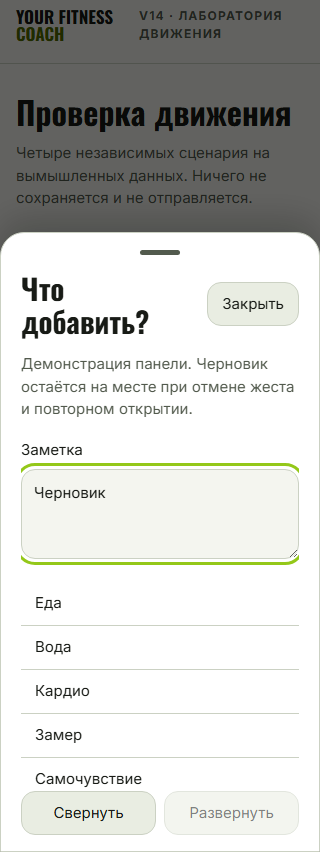 YOUR FITNESS
COACH
V14 · ЛАБОРАТОРИЯ
ДВИЖЕНИЯ
Проверка движения
Четыре независимых сценария на
вымышленных данных. Ничего не
сохраняется и не отправляется.
Что
добавить?
Закрыть
Демонстрация панели. Черновик
остаётся на месте при отмене жеста
и повторном открытии.
Заметка
Черновик
Еда
Вода
Кардио
Замер
Самочувствие
Свернуть
Развернуть